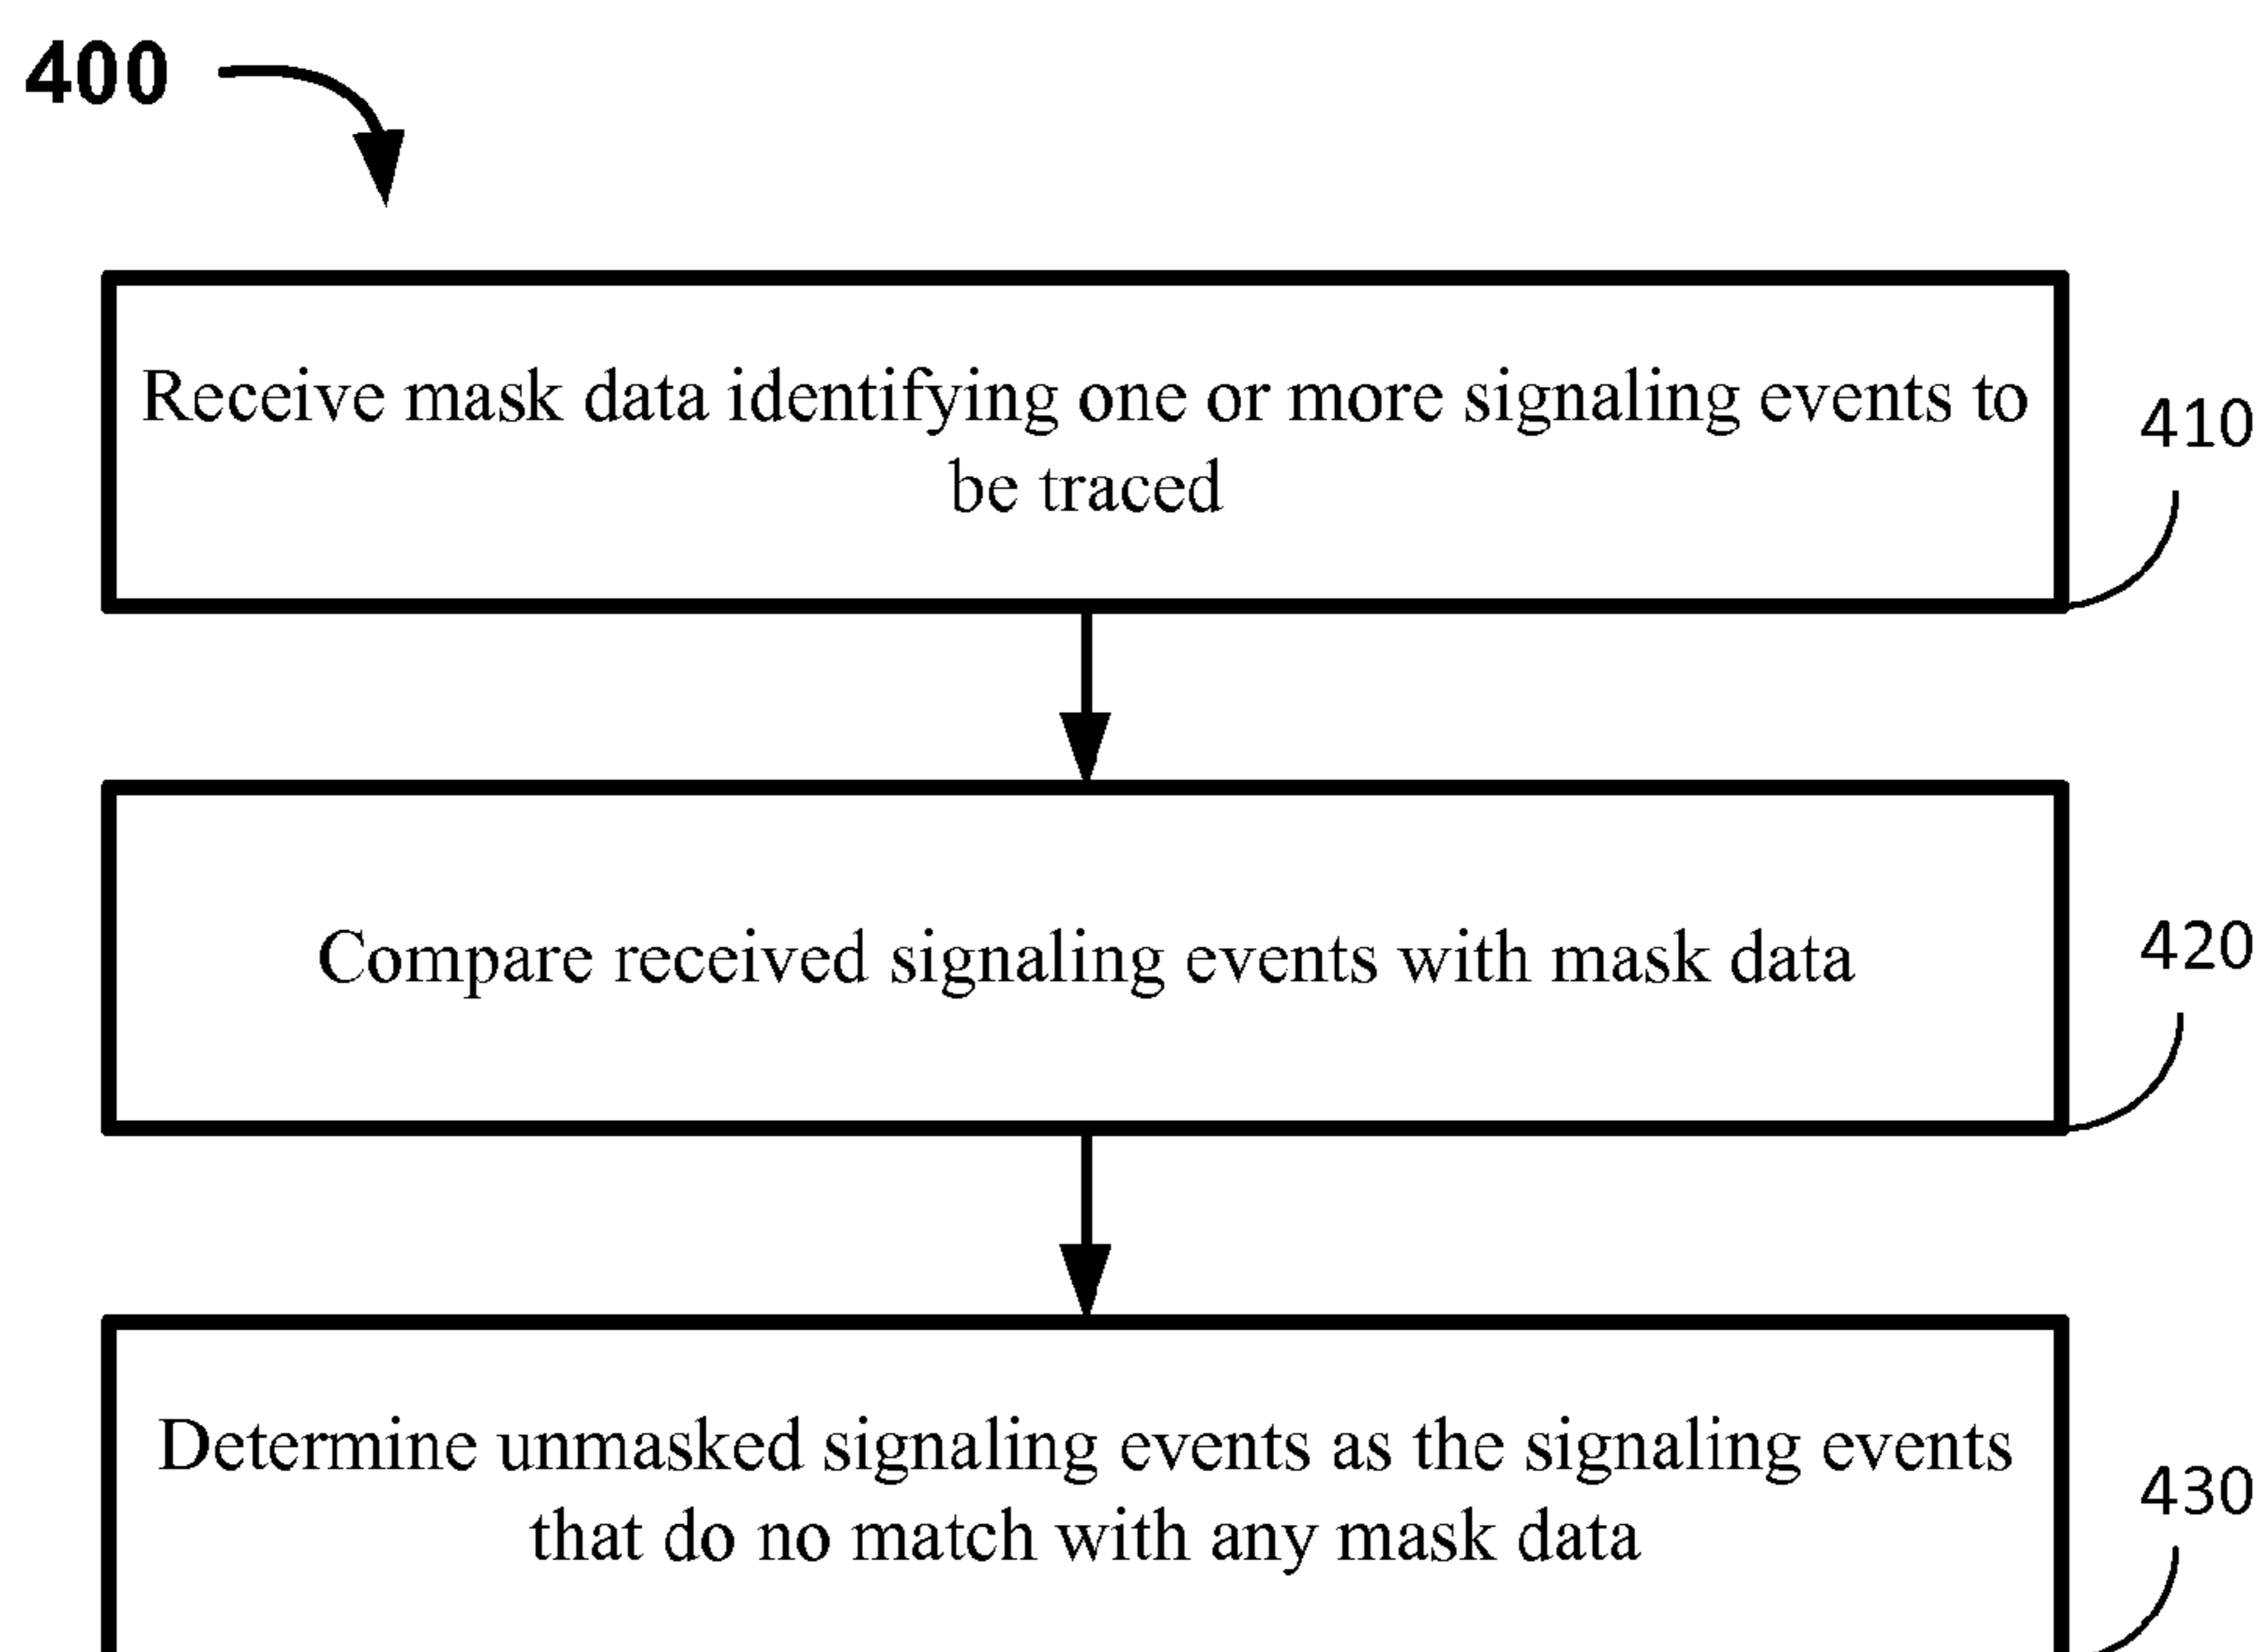 400
Receive mask data identifying one or more signaling events to
be traced
410
Compare received signaling events with mask data
420
Determine unmasked signaling events as the signaling events
that do no match with any mask data
430